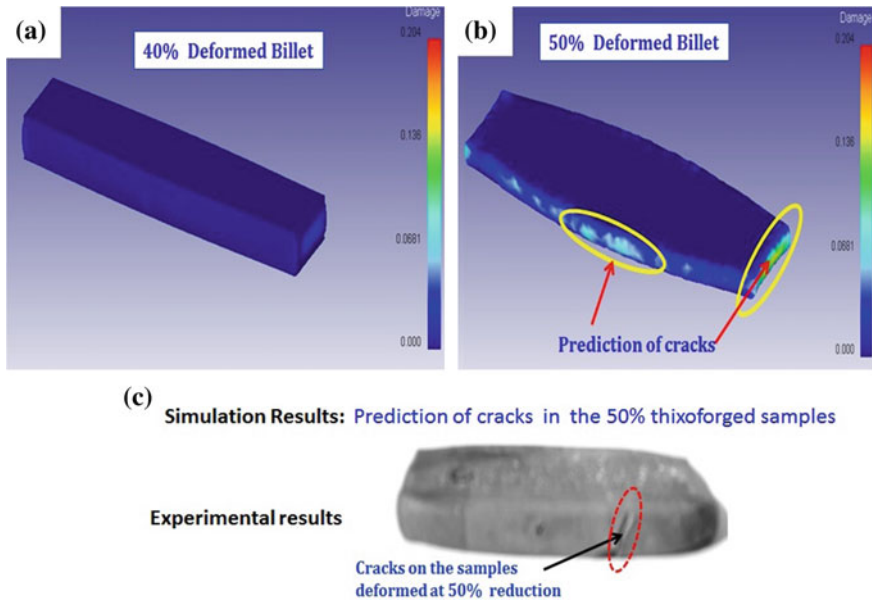 (a)
40% Deformed Billet
Damage
0.204
0.136
0.0681
0.000
(b)
50% Deformed Billet
Damage
0.204
0.136
0.0681
0.000
Prediction of cracks
(c)
Simulation Results: Prediction of cracks in the 50% thixoforged samples
Experimental results
Cracks on the samples
deformed at 50% reduction